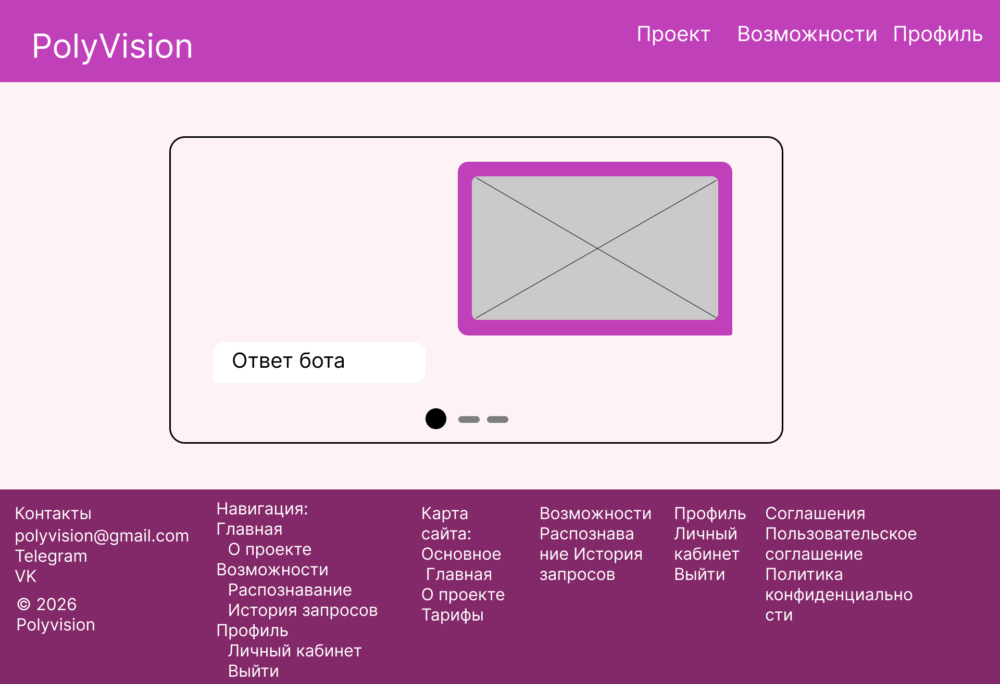 PolyVision
Проект Возможности Профиль
Ответ бота
Контакты
polyvision@gmail.com
Telegram
VK
© 2026
Polyvision
Навигация:
Главная
О проекте
Возможности
Распознавание
История запросов
Профиль
Личный кабинет
Выйти
Карта
сайта:
Основное
Главная
О проекте
Тарифы
Возможности
Распознава
ние История
запросов
Профиль
Личный
кабинет
Выйти
Соглашения
Пользовательское
соглашение
Политика
конфиденциально
сти